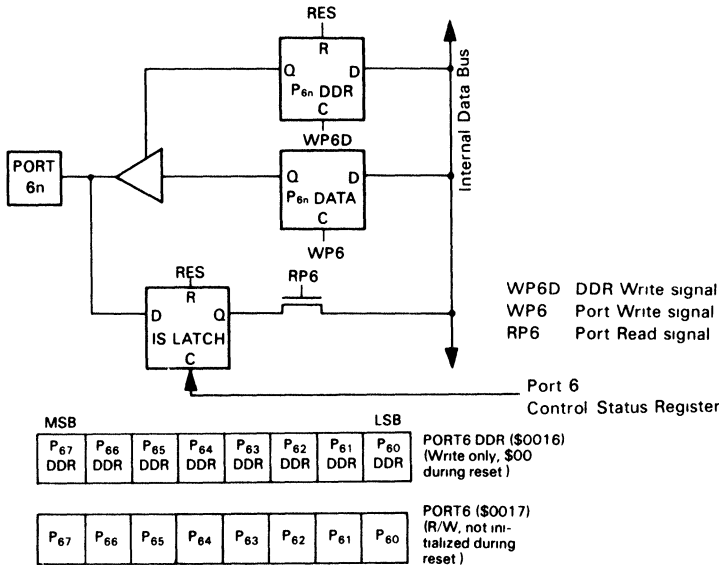 RES
R
Q D
P6n DDR
C
WP6D
Internal Data Bus
PORT
6n
Q D
P6n DATA
C
WP6
RES
R
D Q
IS LATCH
C
RP6
WP6D DDR Write signal
WP6 Port Write signal
RP6 Port Read signal
Port 6
Control Status Register
MSB LSB
P67 P66 P65 P64 P63 P62 P61 P60
DDR DDR DDR DDR DDR DDR DDR DDR
PORT6 DDR ($0016)
(Write only, $00
during reset)
P67 P66 P65 P64 P63 P62 P61 P60
PORT6 ($0017)
(R/W, not ini-
tialized during
reset)